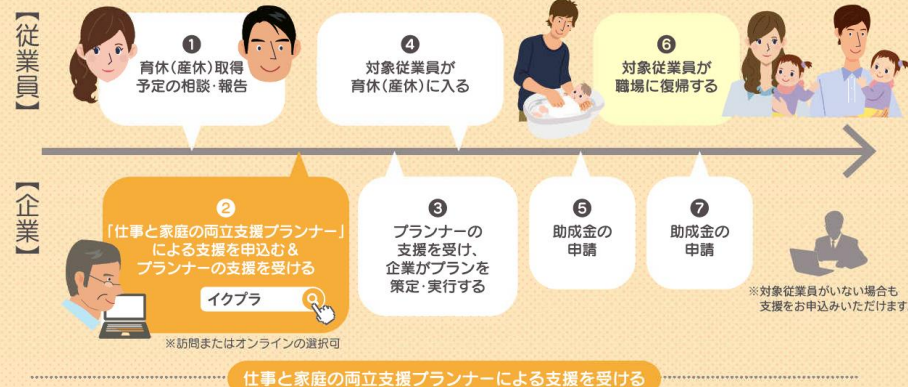 【従業員】
❶
育休(産休)取得
予定の相談・報告
❹
対象従業員が
育休(産休)に入る
❻
対象従業員が
職場に復帰する
【企業】
❷
「仕事と家庭の両立支援プランナー」
による支援を申込む&
プランナーの支援を受ける
イクプラ
※訪問またはオンラインの選択可
❸
プランナーの
支援を受け、
企業がプランを
策定・実行する
❺
助成金の
申請
❼
助成金の
申請
※対象従業員がいない場合も
支援をお申込みいただけます
仕事と家庭の両立支援プランナーによる支援を受ける